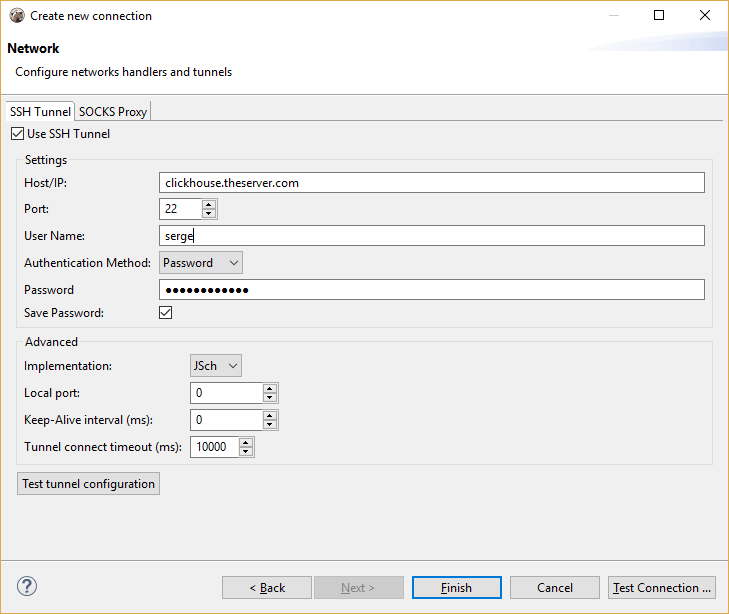 Create new connection
Network
Configure networks handlers and tunnels
SSH Tunnel SOCKS Proxy
Use SSH Tunnel
Settings
Host/IP: clickhouse.theserver.com
Port: 22
User Name: serge
Authentication Method: Password
Password ●●●●●●●●●●●●
Save Password:
Advanced
Implementation: JSch
Local port: 0
Keep-Alive interval (ms): 0
Tunnel connect timeout (ms): 10000
Test tunnel configuration
? < Back Next > Finish Cancel Test Connection ...